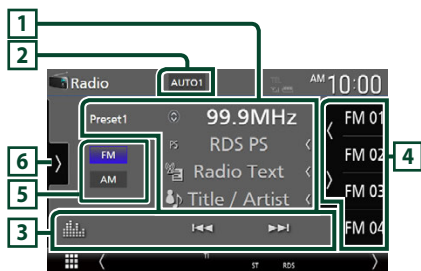 1
2
Radio
AUTO1
AM 10:00
Preset1
99.9MHz
FM 01
PS
RDS PS
FM 02
4
6
FM
Radio Text
AM
Title / Artist
FM 03
5
3
FM 04
TI
ST
RDS